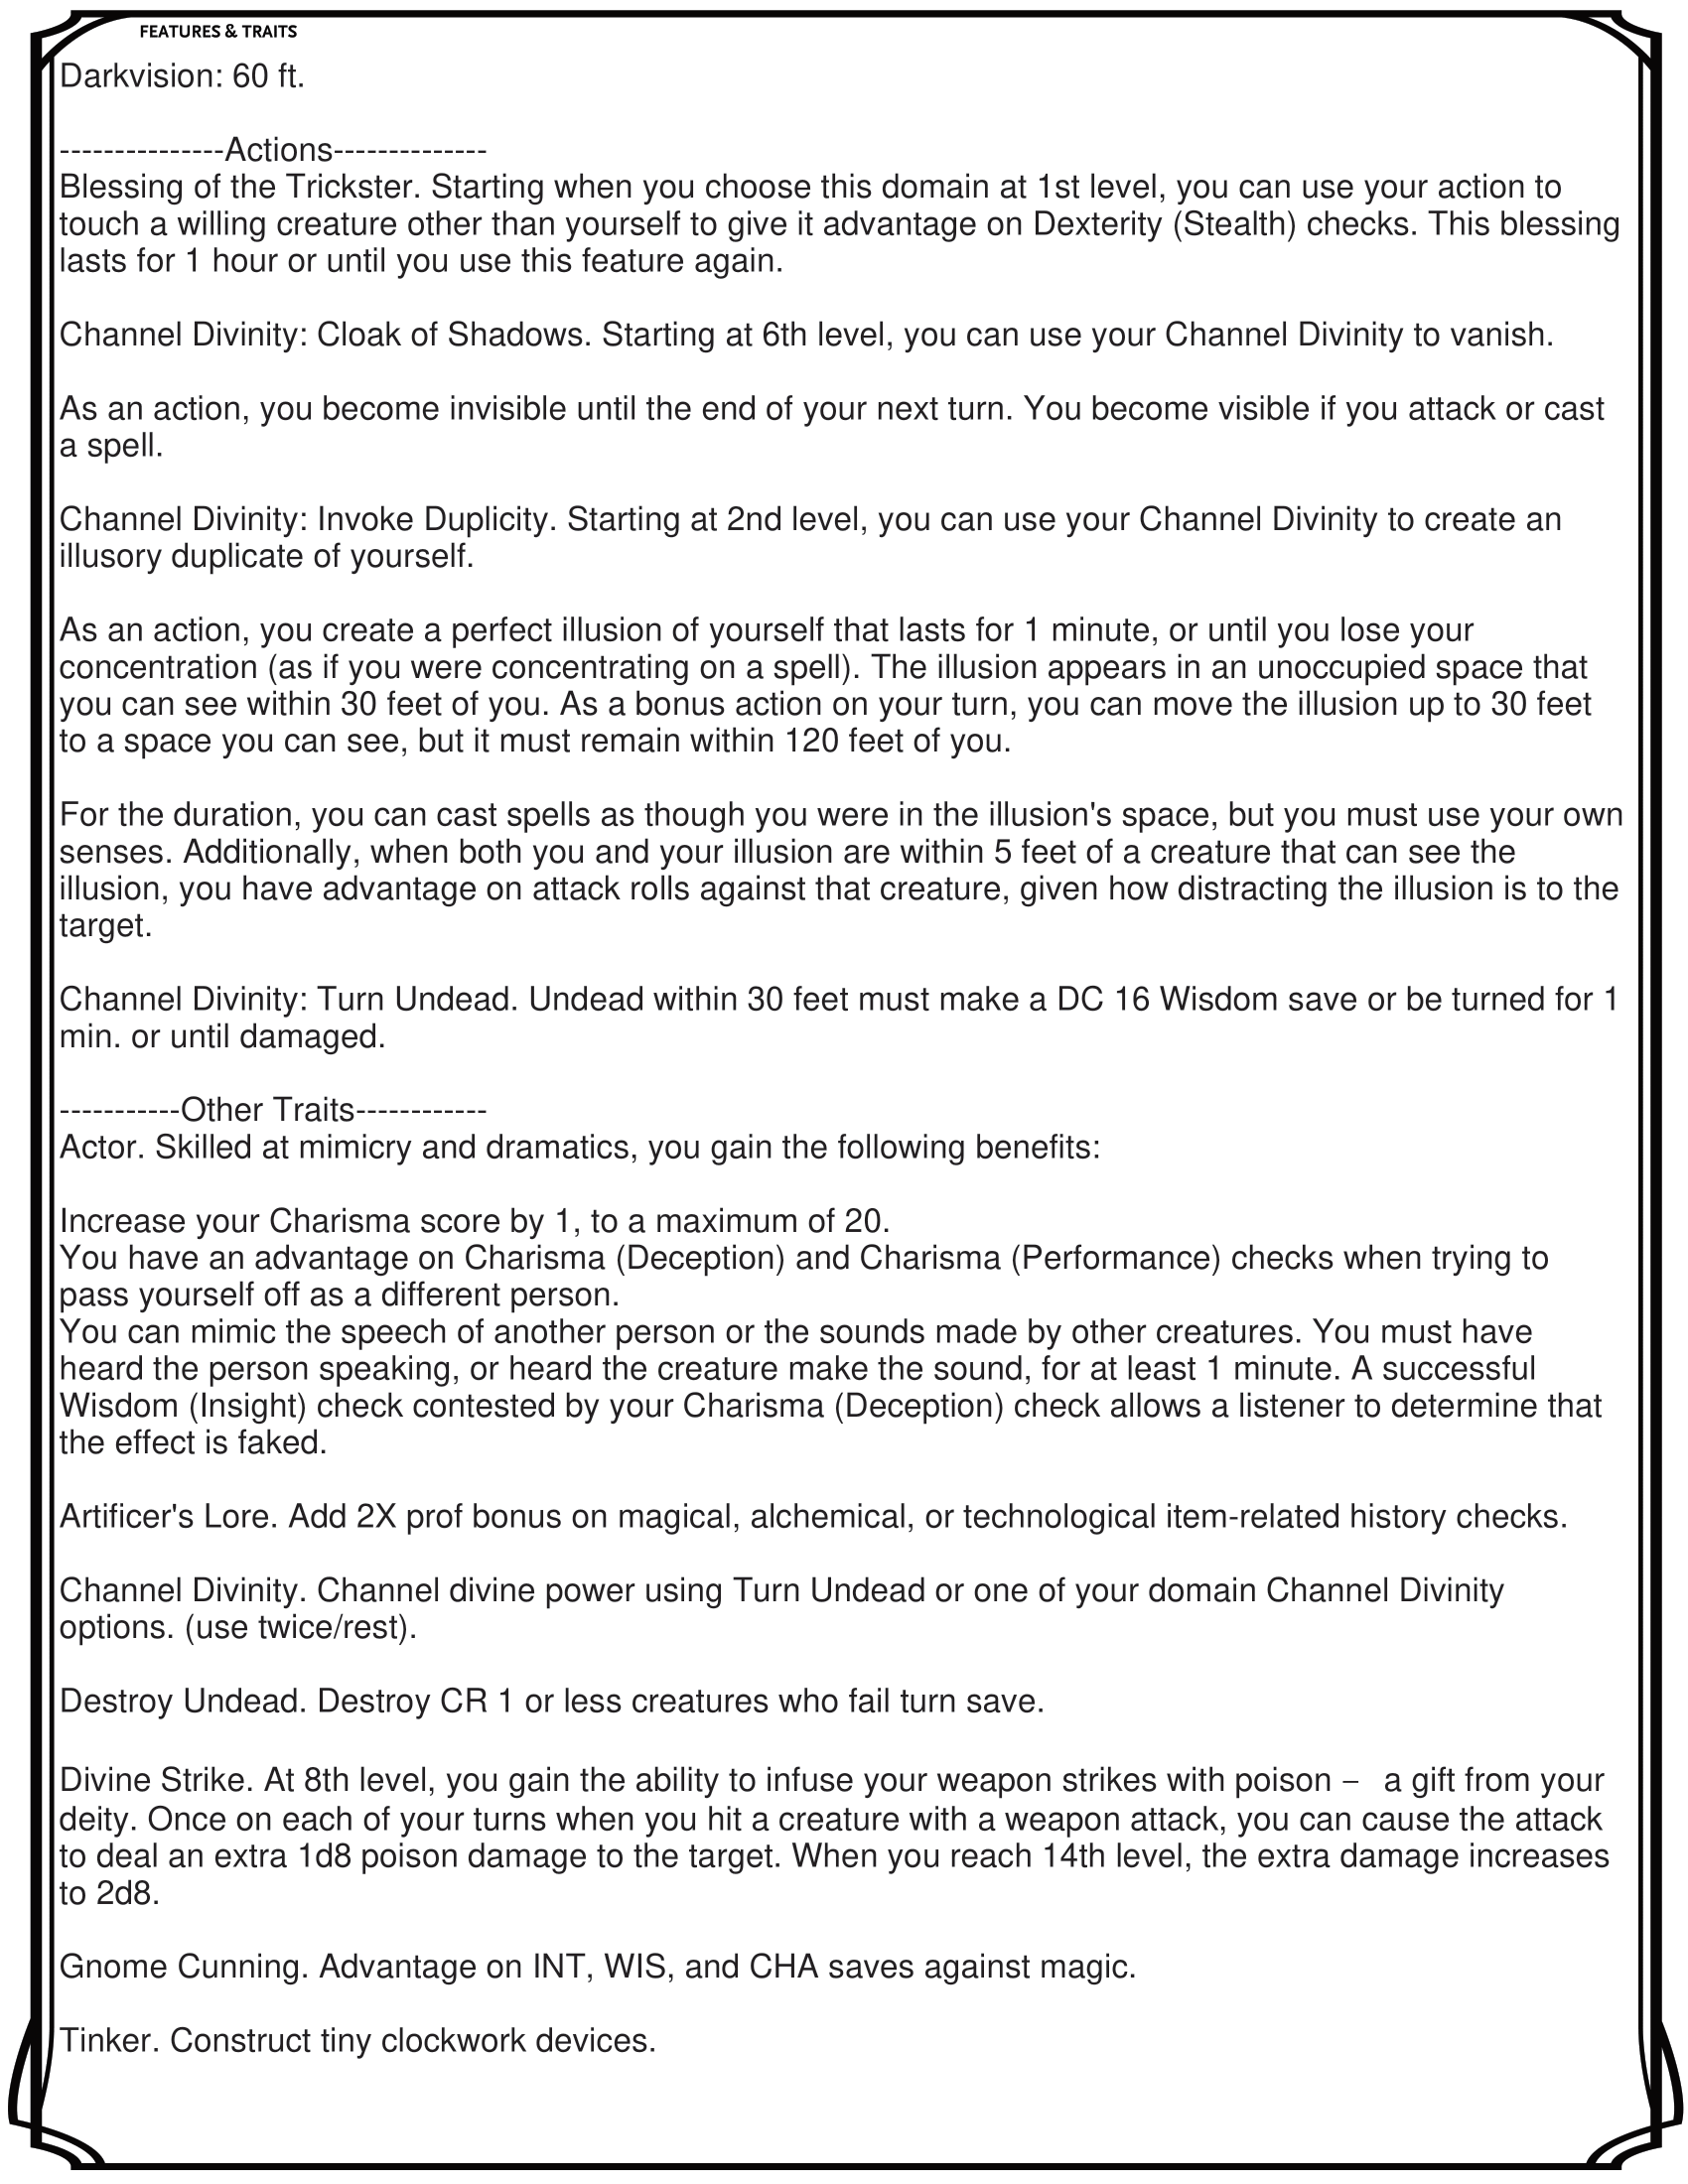 FEATURES & TRAITS
Darkvision: 60 ft.
---------------Actions--------------
Blessing of the Trickster. Starting when you choose this domain at 1st level, you can use your action to
touch a willing creature other than yourself to give it advantage on Dexterity (Stealth) checks. This blessing
lasts for 1 hour or until you use this feature again.
Channel Divinity: Cloak of Shadows. Starting at 6th level, you can use your Channel Divinity to vanish.
As an action, you become invisible until the end of your next turn. You become visible if you attack or cast
a spell.
Channel Divinity: Invoke Duplicity. Starting at 2nd level, you can use your Channel Divinity to create an
illusory duplicate of yourself.
As an action, you create a perfect illusion of yourself that lasts for 1 minute, or until you lose your
concentration (as if you were concentrating on a spell). The illusion appears in an unoccupied space that
you can see within 30 feet of you. As a bonus action on your turn, you can move the illusion up to 30 feet
to a space you can see, but it must remain within 120 feet of you.
For the duration, you can cast spells as though you were in the illusion's space, but you must use your own
senses. Additionally, when both you and your illusion are within 5 feet of a creature that can see the
illusion, you have advantage on attack rolls against that creature, given how distracting the illusion is to the
target.
Channel Divinity: Turn Undead. Undead within 30 feet must make a DC 16 Wisdom save or be turned for 1
min. or until damaged.
-----------Other Traits------------
Actor. Skilled at mimicry and dramatics, you gain the following benefits:
Increase your Charisma score by 1, to a maximum of 20.
You have an advantage on Charisma (Deception) and Charisma (Performance) checks when trying to
pass yourself off as a different person.
You can mimic the speech of another person or the sounds made by other creatures. You must have
heard the person speaking, or heard the creature make the sound, for at least 1 minute. A successful
Wisdom (Insight) check contested by your Charisma (Deception) check allows a listener to determine that
the effect is faked.
Artificer's Lore. Add 2X prof bonus on magical, alchemical, or technological item-related history checks.
Channel Divinity. Channel divine power using Turn Undead or one of your domain Channel Divinity
options. (use twice/rest).
Destroy Undead. Destroy CR 1 or less creatures who fail turn save.
Divine Strike. At 8th level, you gain the ability to infuse your weapon strikes with poison – a gift from your
deity. Once on each of your turns when you hit a creature with a weapon attack, you can cause the attack
to deal an extra 1d8 poison damage to the target. When you reach 14th level, the extra damage increases
to 2d8.
Gnome Cunning. Advantage on INT, WIS, and CHA saves against magic.
Tinker. Construct tiny clockwork devices.